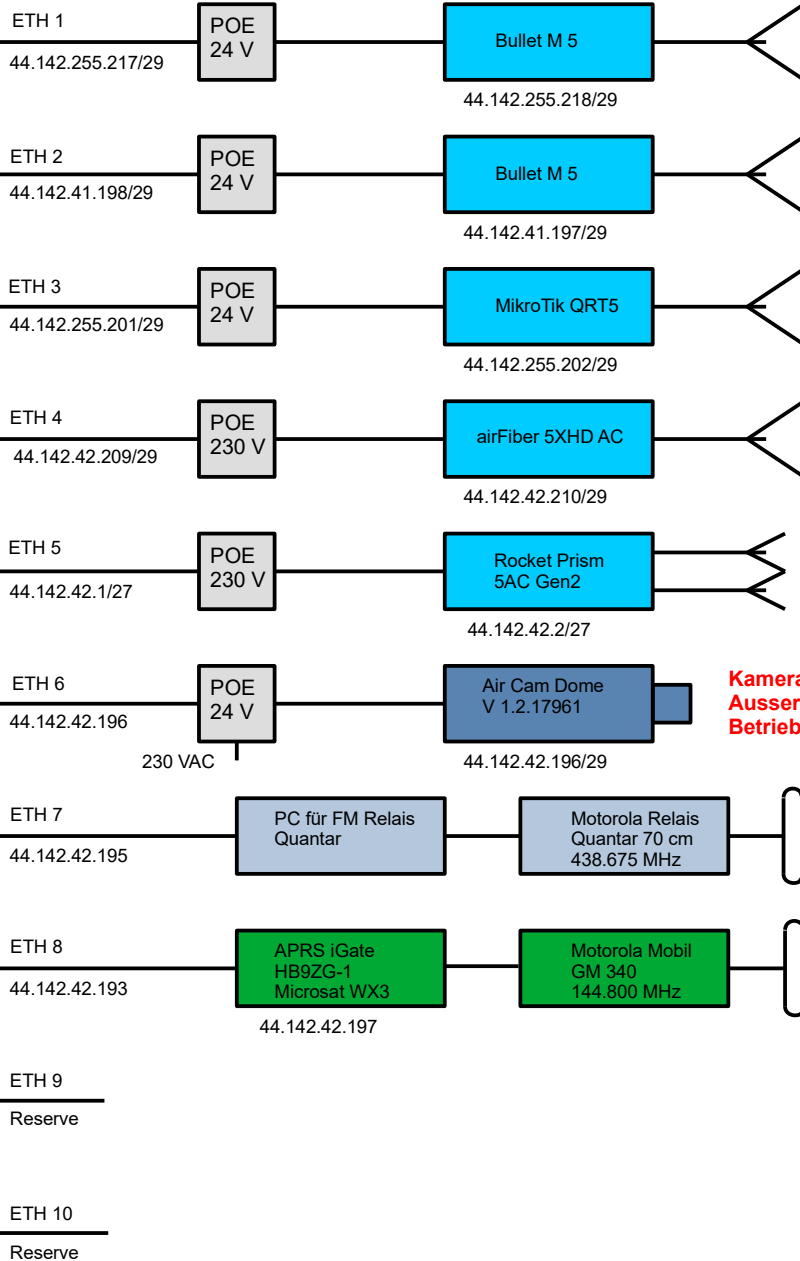 ETH 1
POE
24 V
Bullet M 5
44.142.255.217/29
44.142.255.218/29
ETH 2
POE
24 V
Bullet M 5
44.142.41.198/29
44.142.41.197/29
ETH 3
POE
24 V
MikroTik QRT5
44.142.255.201/29
44.142.255.202/29
ETH 4
POE
230 V
airFiber 5XHD AC
44.142.42.209/29
44.142.42.210/29
ETH 5
POE
230 V
Rocket Prism
5AC Gen2
44.142.42.1/27
44.142.42.2/27
ETH 6
POE
24 V
Air Cam Dome
V 1.2.17961
Kamera
Ausser
Betrieb
44.142.42.196
230 VAC
44.142.42.196/29
ETH 7
PC für FM Relais
Quantar
Motorola Relais
Quantar 70 cm
438.675 MHz
44.142.42.195
ETH 8
APRS iGate
HB9ZG-1
Microsat WX3
Motorola Mobil
GM 340
144.800 MHz
44.142.42.193
44.142.42.197
ETH 9
Reserve
ETH 10
Reserve